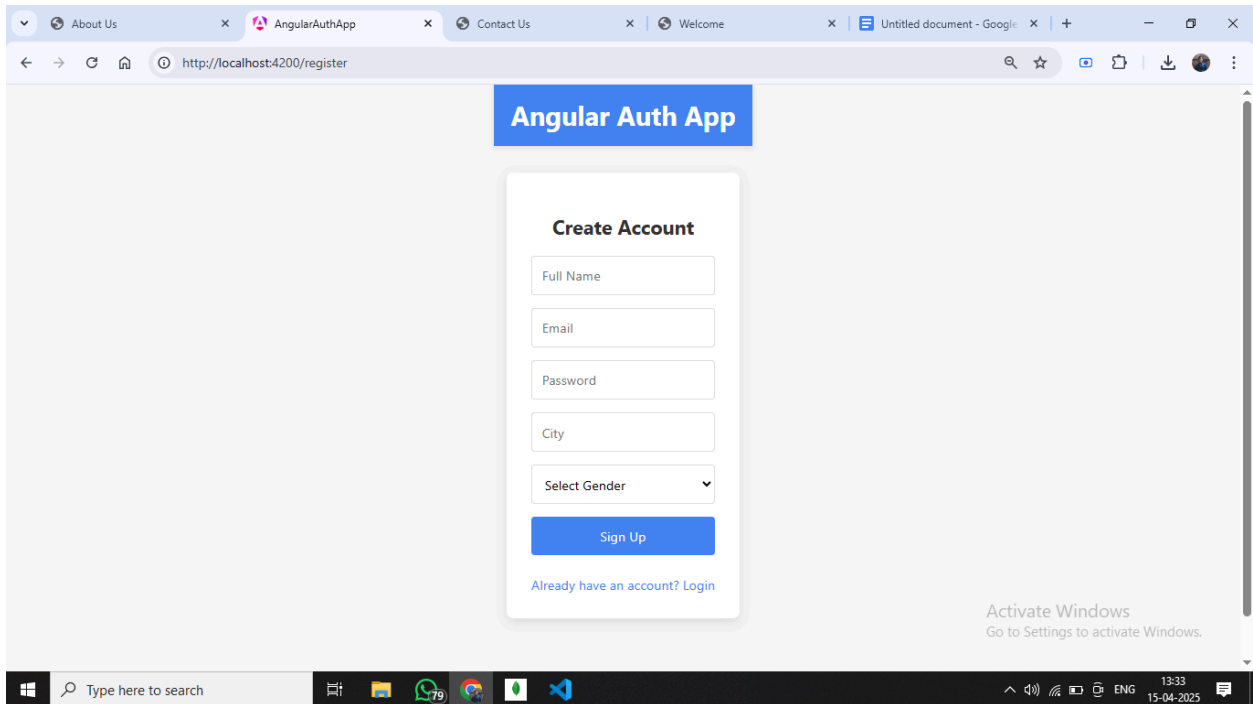 About Us
AngularAuthApp
Contact Us
Welcome
Untitled document - Google
http://localhost:4200/register
Angular Auth App
Create Account
Full Name
Email
Password
City
Select Gender
Sign Up
Already have an account? Login
Activate Windows
Go to Settings to activate Windows.
Type here to search
79
ENG
13:33
15-04-2025